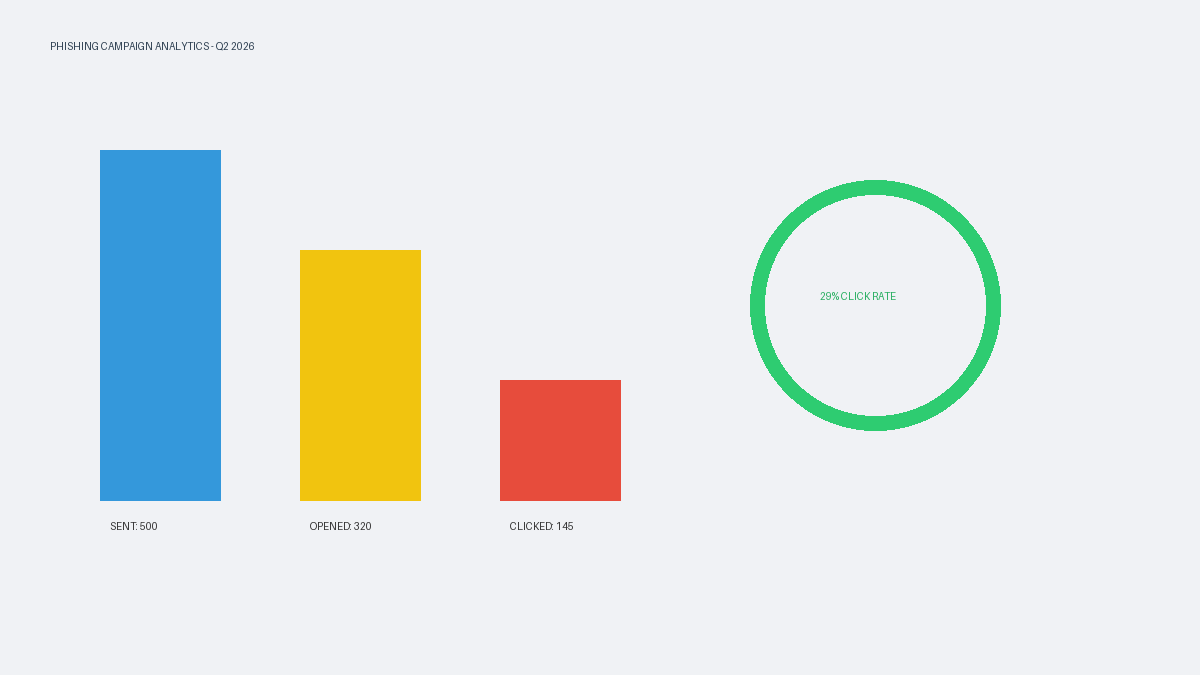 PHISHING CAMPAIGN ANALYTICS - Q2 2026
29% CLICK RATE
SENT: 500
OPENED: 320
CLICKED: 145